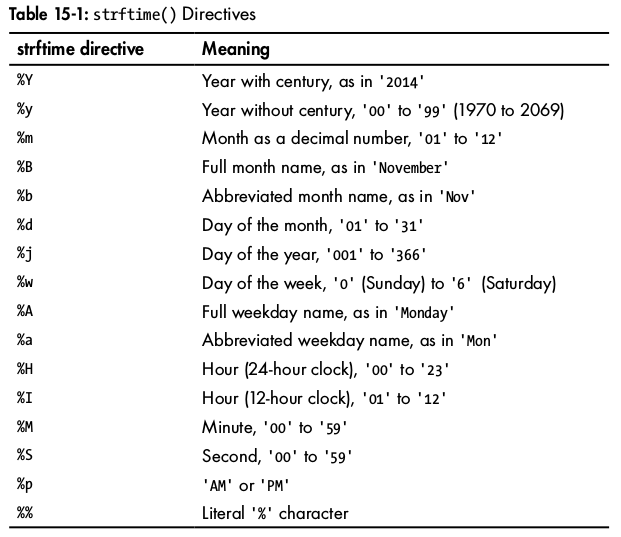 Table 15-1: strftime() Directives
strftime directive Meaning
%Y Year with century, as in '2014'
%y Year without century, '00' to '99' (1970 to 2069)
%m Month as a decimal number, '01' to '12'
%B Full month name, as in 'November'
%b Abbreviated month name, as in 'Nov'
%d Day of the month, '01' to '31'
%j Day of the year, '001' to '366'
%w Day of the week, '0' (Sunday) to '6' (Saturday)
%A Full weekday name, as in 'Monday'
%a Abbreviated weekday name, as in 'Mon'
%H Hour (24-hour clock), '00' to '23'
%I Hour (12-hour clock), '01' to '12'
%M Minute, '00' to '59'
%S Second, '00' to '59'
%p 'AM' or 'PM'
%% Literal '%' character